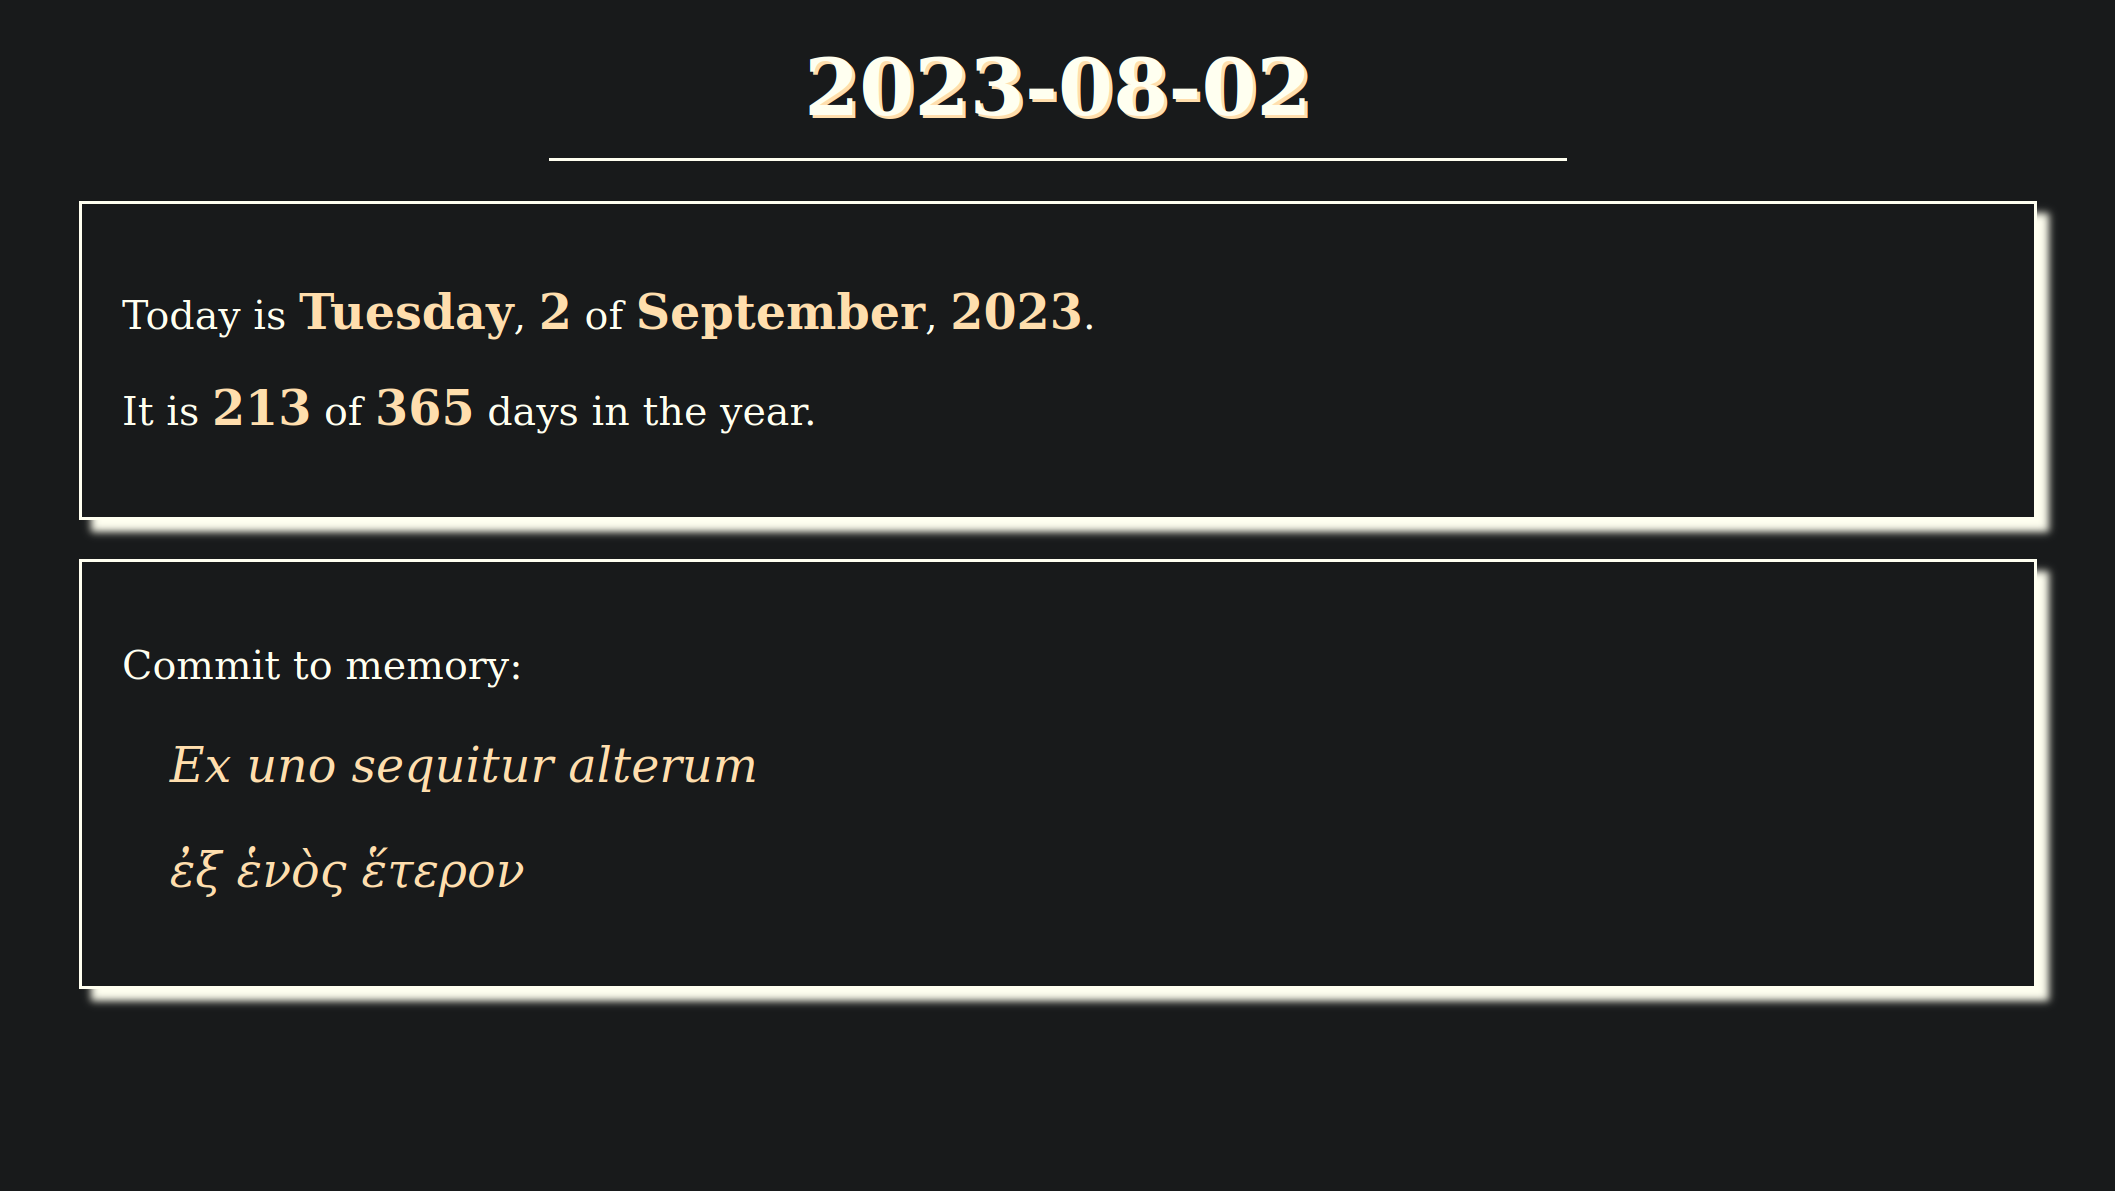 2023-08-02
Today is Tuesday, 2 of September, 2023.
It is 213 of 365 days in the year.
Commit to memory:
Ex uno sequitur alterum
ἐξ ἑνὸς ἕτερον